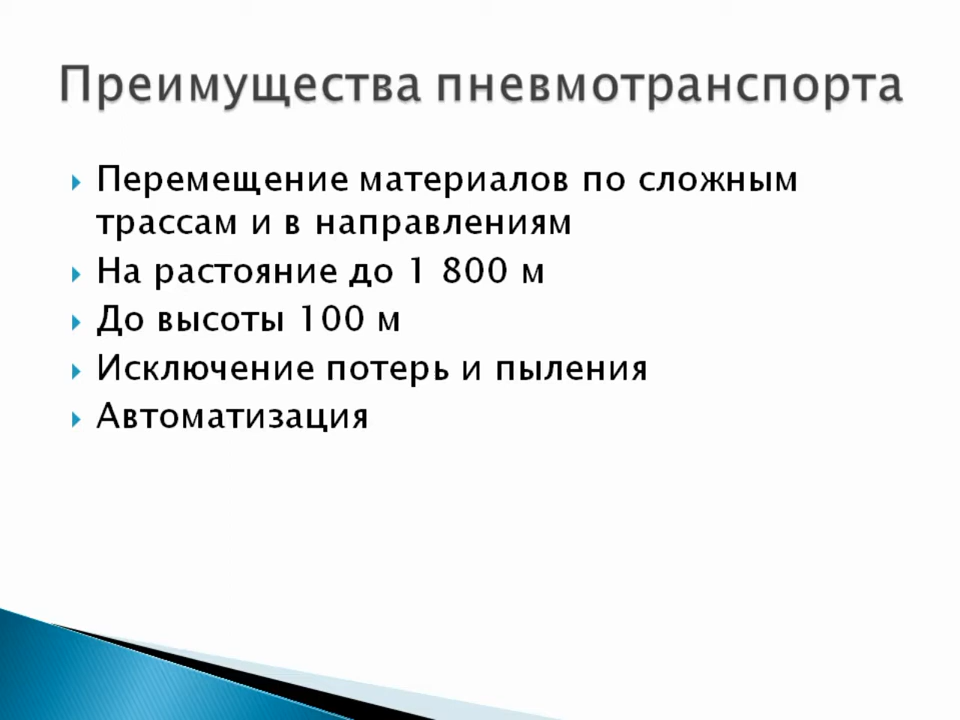 Преимущества пневмотранспорта
Перемещение материалов по сложным
трассам и в направлениям
На растояние до 1 800 м
До высоты 100 м
Исключение потерь и пыления
Автоматизация